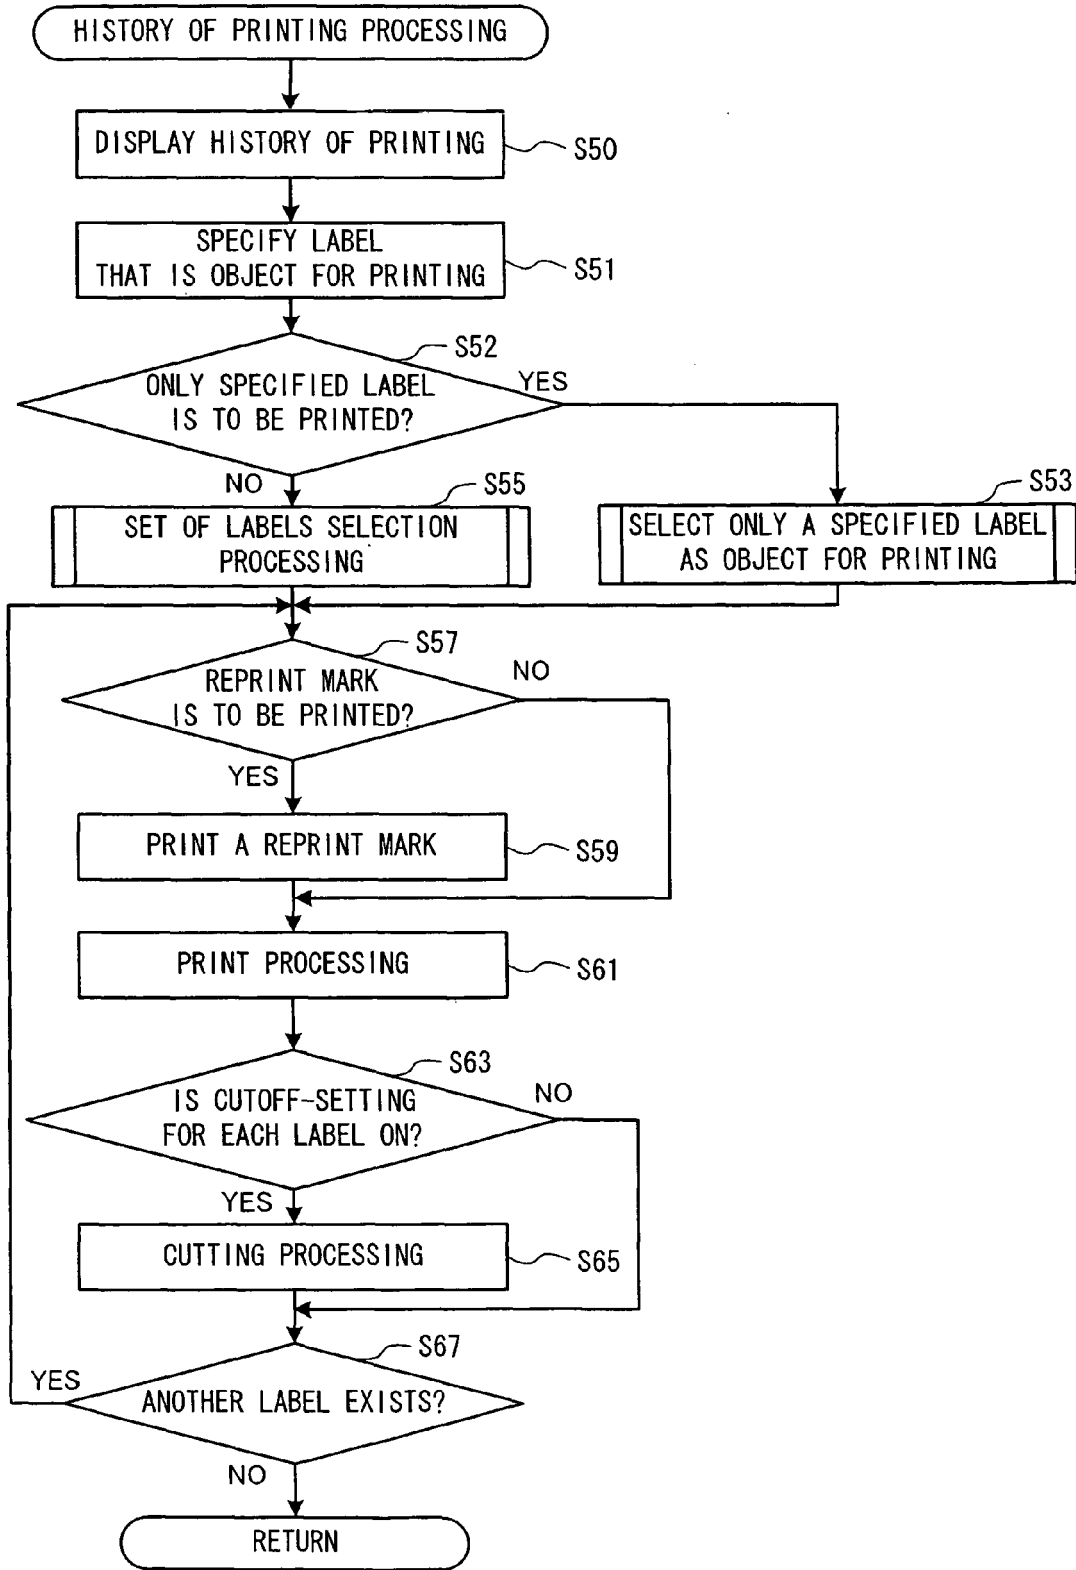 HISTORY OF PRINTING PROCESSING
DISPLAY HISTORY OF PRINTING
S50
SPECIFY LABEL
THAT IS OBJECT FOR PRINTING
S51
S52
ONLY SPECIFIED LABEL
IS TO BE PRINTED?
YES
NO
S55
SET OF LABELS SELECTION
PROCESSING
S53
SELECT ONLY A SPECIFIED LABEL
AS OBJECT FOR PRINTING
S57
REPRINT MARK
IS TO BE PRINTED?
NO
YES
PRINT A REPRINT MARK
S59
PRINT PROCESSING
S61
S63
IS CUTOFF-SETTING
FOR EACH LABEL ON?
NO
YES
CUTTING PROCESSING
S65
S67
YES
ANOTHER LABEL EXISTS?
NO
RETURN